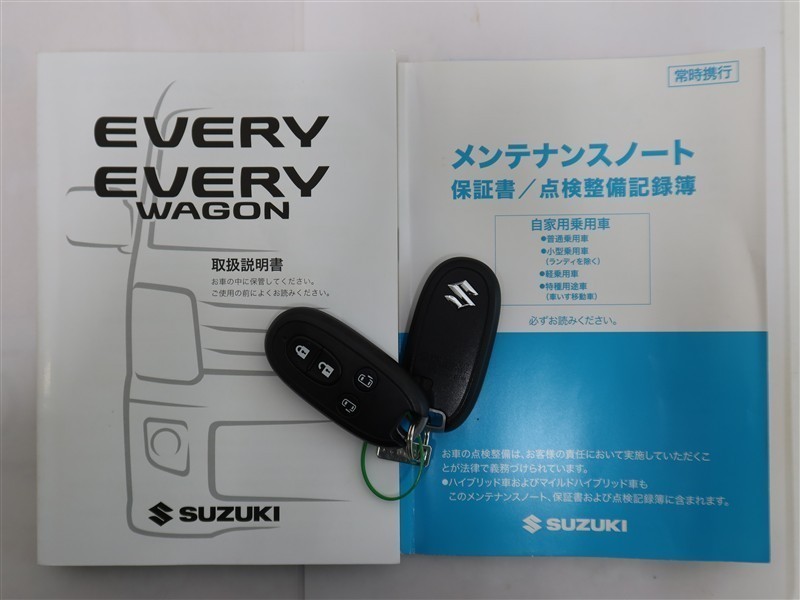 EVERY
EVERY
WAGON
取扱説明書
お車の中に保管してください。
ご使用の前によくお読みください。
SUZUKI
常時携行
メンテナンスノート
保証書／点検整備記録簿
自家用乗用車
●普通乗用車
●小型乗用車
(ランディを除く)
●軽乗用車
●特種用途車
(車いす移動車)
必ずお読みください。
お車の点検整備は、お客様の責任において実施していただくこ
とが法律で義務づけられています。
●ハイブリッド車およびマイルドハイブリッド車も
このメンテナンスノート、保証書および点検記録簿に含まれます。
SUZUKI